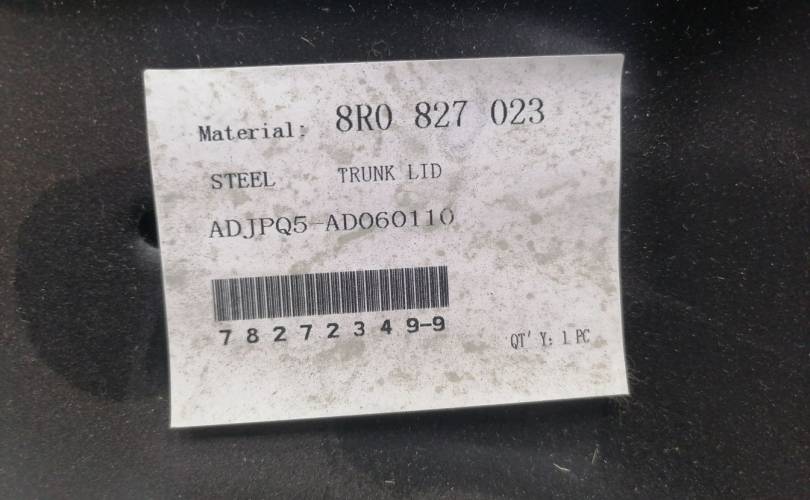 Material: 8R0 827 023
STEEL TRUNK LID
ADJPQ5-AD060110
7 8 2 7 2 3 4 9-9
QT'Y: 1 PC